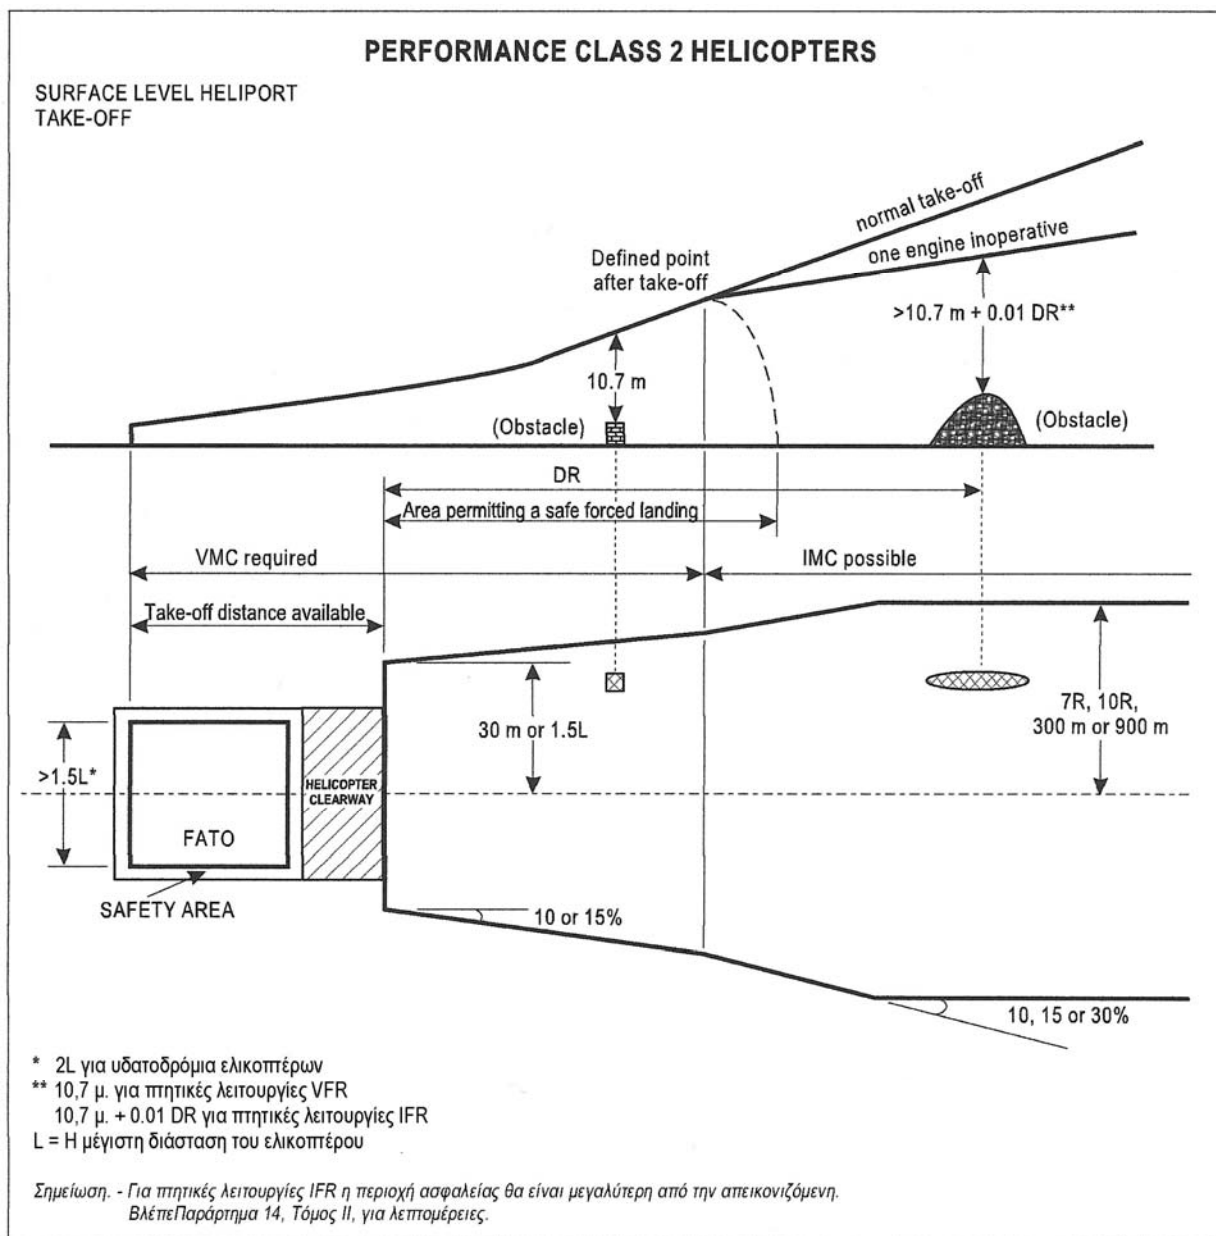 PERFORMANCE CLASS 2 HELICOPTERS
SURFACE LEVEL HELIPORT
TAKE-OFF
normal take-off
one engine inoperative
Defined point
after take-off
>10.7 m + 0.01 DR**
10.7 m
(Obstacle)
(Obstacle)
DR
Area permitting a safe forced landing
VMC required
IMC possible
Take-off distance available
30 m or 1.5L
7R, 10R,
300 m or 900 m
>1.5L*
HELICOPTER
CLEARWAY
FATO
SAFETY AREA
10 or 15%
10, 15 or 30%
* 2L για υδατοδρόμια ελικοπτέρων
** 10,7 μ. για πτητικές λειτουργίες VFR
10,7 μ. + 0.01 DR για πτητικές λειτουργίες IFR
L = Η μέγιστη διάσταση του ελικοπτέρου
Σημείωση. - Για πτητικές λειτουργίες IFR η περιοχή ασφαλείας θα είναι μεγαλύτερη από την απεικονιζόμενη.
ΒλέπεΠαράρτημα 14, Τόμος ΙΙ, για λεπτομέρειες.